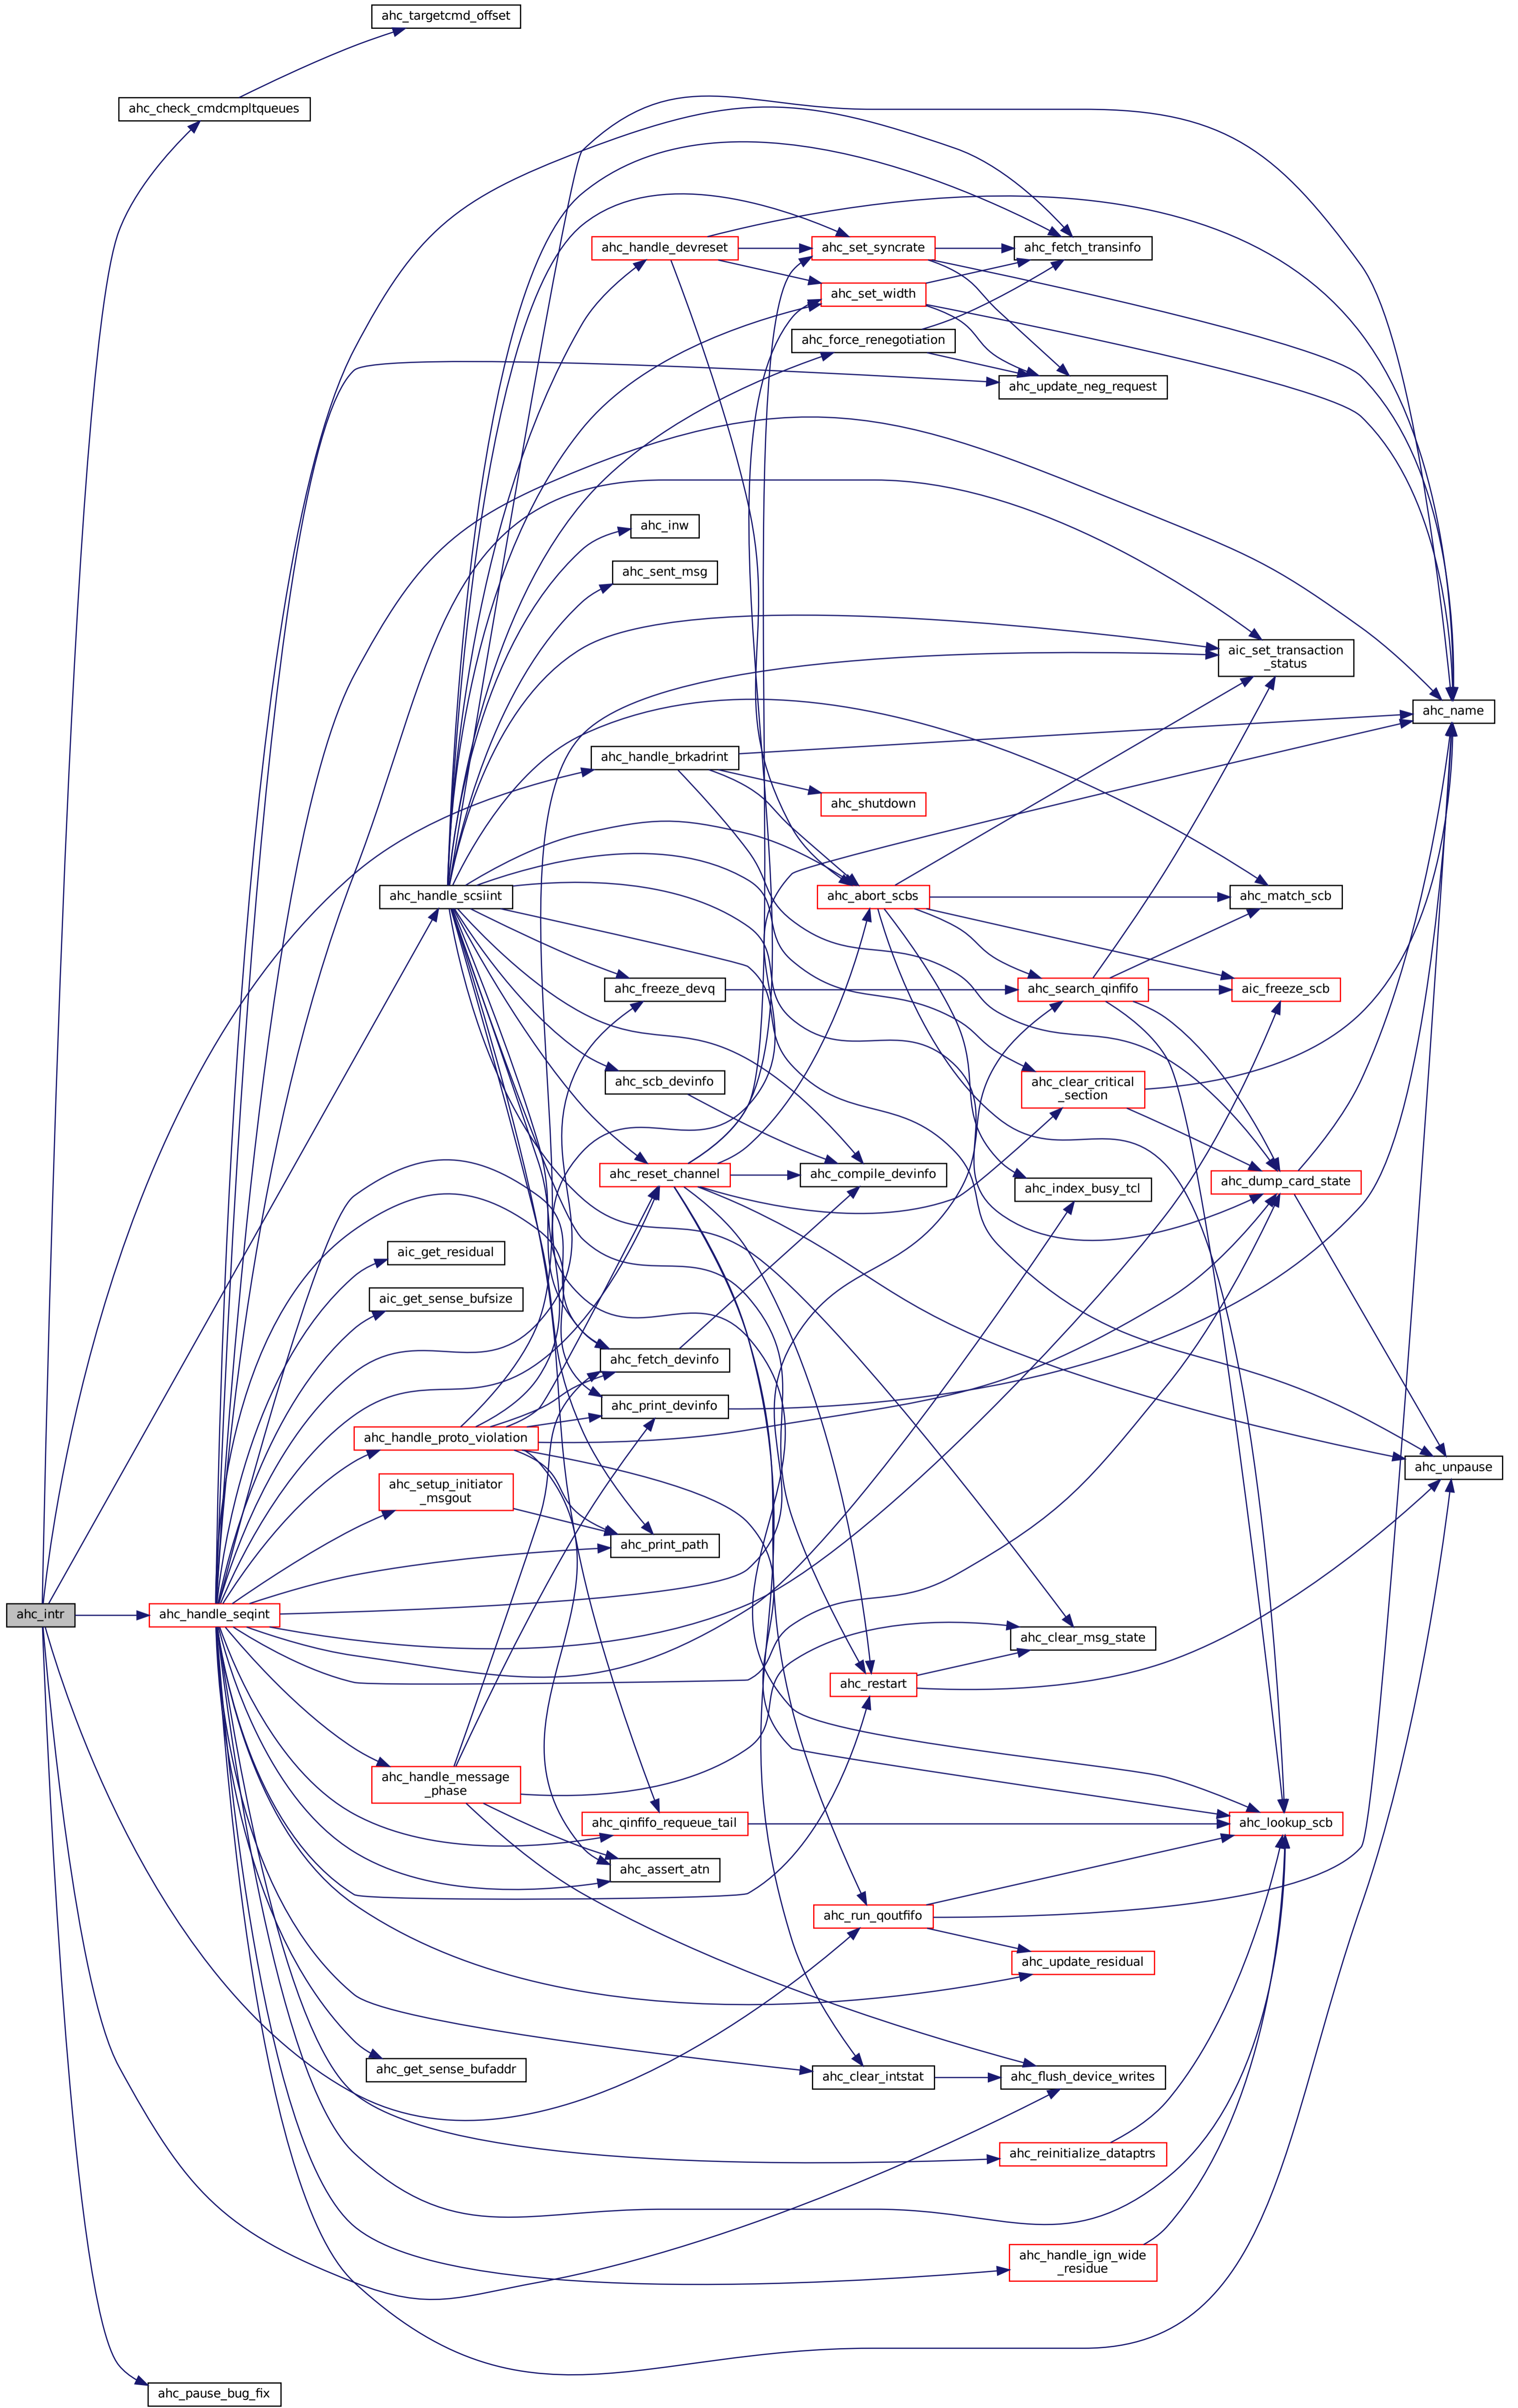 ahc_targetcmd_offset
ahc_check_cmdcmpltqueues
ahc_handle_devreset
ahc_set_syncrate
ahc_fetch_transinfo
ahc_set_width
ahc_force_renegotiation
ahc_update_neg_request
ahc_inw
ahc_sent_msg
aic_set_transaction
_status
ahc_name
ahc_handle_brkadrint
ahc_shutdown
ahc_handle_scsiint
ahc_abort_scbs
ahc_match_scb
ahc_freeze_devq
ahc_search_qinfifo
aic_freeze_scb
ahc_scb_devinfo
ahc_clear_critical
_section
ahc_reset_channel
ahc_compile_devinfo
ahc_index_busy_tcl
ahc_dump_card_state
aic_get_residual
aic_get_sense_bufsize
ahc_fetch_devinfo
ahc_print_devinfo
ahc_handle_proto_violation
ahc_unpause
ahc_setup_initiator
_msgout
ahc_print_path
ahc_intr
ahc_handle_seqint
ahc_clear_msg_state
ahc_restart
ahc_handle_message
_phase
ahc_qinfifo_requeue_tail
ahc_lookup_scb
ahc_assert_atn
ahc_run_qoutfifo
ahc_update_residual
ahc_get_sense_bufaddr
ahc_clear_intstat
ahc_flush_device_writes
ahc_reinitialize_dataptrs
ahc_handle_ign_wide
_residue
ahc_pause_bug_fix